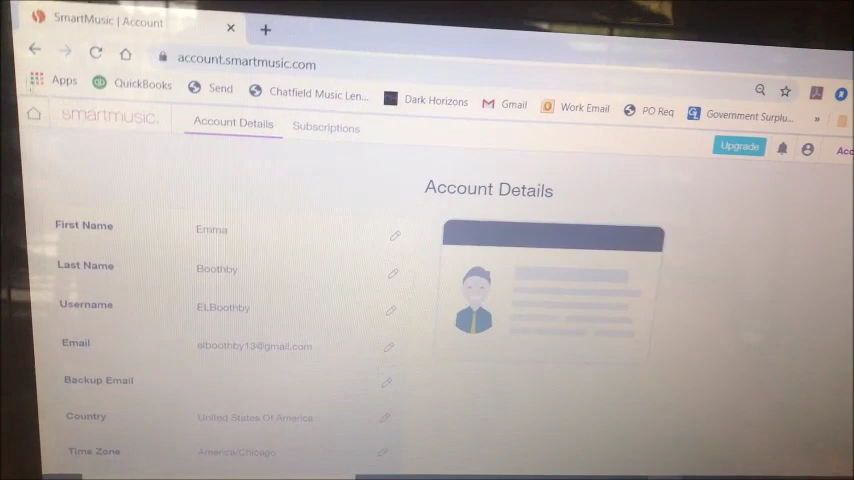 SmartMusic | Account
account.smartmusic.com
Apps QuickBooks Send Chatfield Music Len... Dark Horizons Gmail Work Email PO Req Government Surplu... »
smartmusic. Account Details Subscriptions Upgrade Acc
Account Details
First Name Emma
Last Name Boothby
Username ELBoothby
Email elboothby13@gmail.com
Backup Email
Country United States Of America
Time Zone America/Chicago